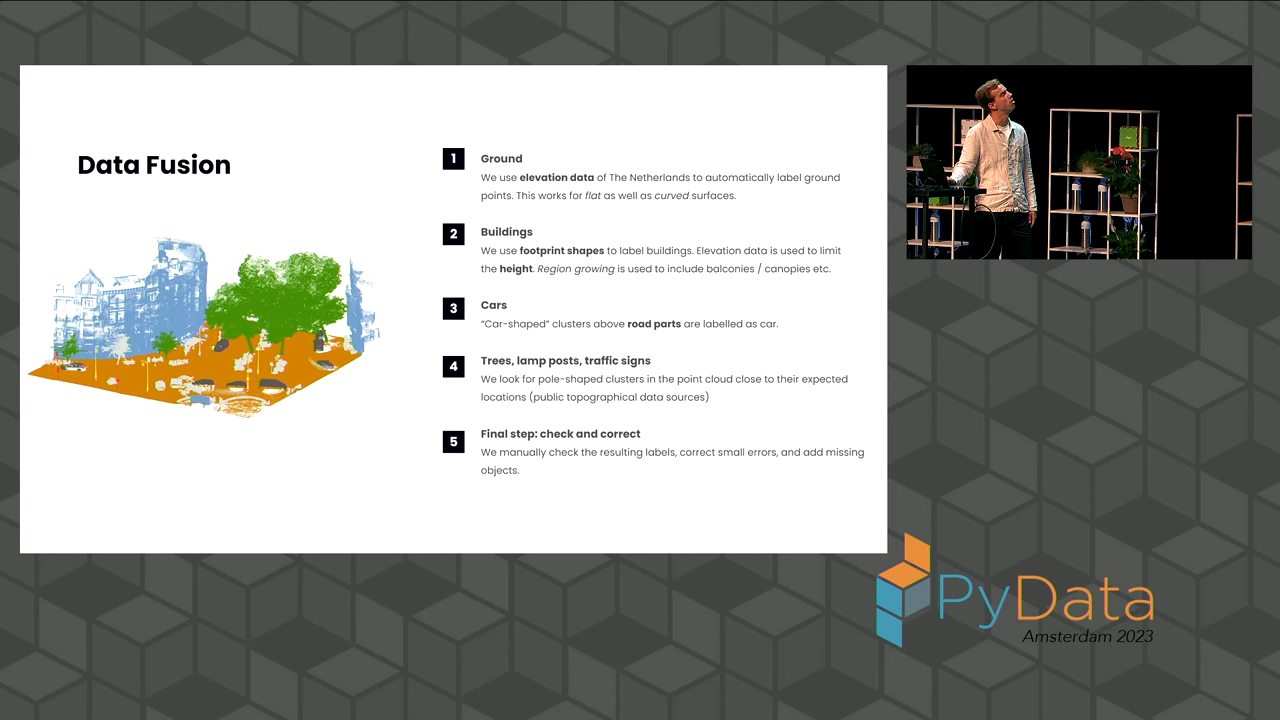 Data Fusion
1
Ground
We use elevation data of The Netherlands to automatically label ground
points. This works for flat as well as curved surfaces.
2
Buildings
We use footprint shapes to label buildings. Elevation data is used to limit
the height. Region growing is used to include balconies / canopies etc.
3
Cars
“Car-shaped” clusters above road parts are labelled as car.
4
Trees, lamp posts, traffic signs
We look for pole-shaped clusters in the point cloud close to their expected
locations (public topographical data sources)
5
Final step: check and correct
We manually check the resulting labels, correct small errors, and add missing
objects.
PyData
Amsterdam 2023